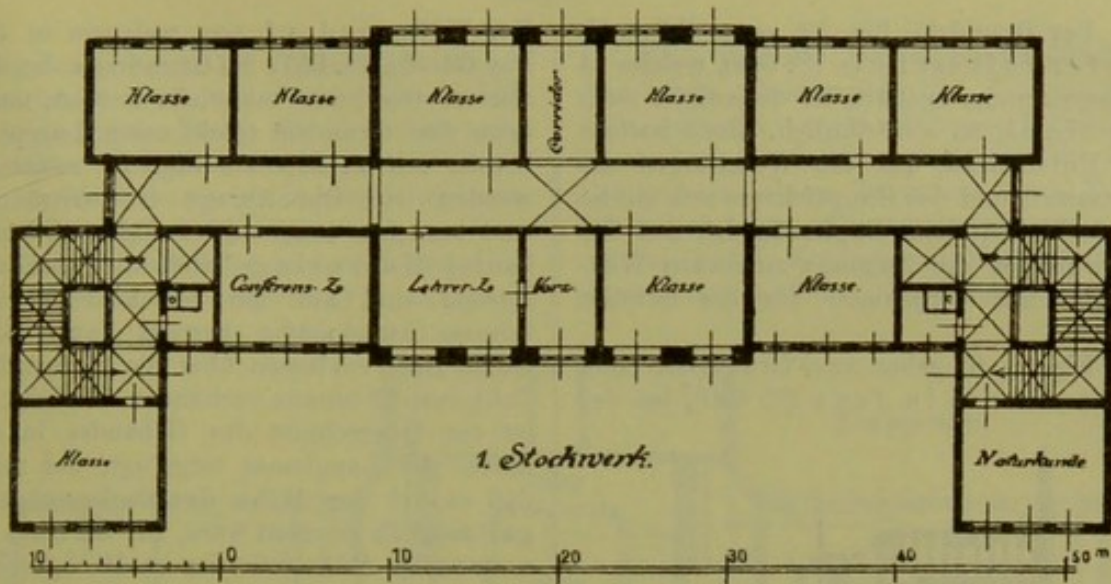 Klasse Klasse Klasse Corridor Klasse Klasse Klasse
Conferens-Z. Lehrer-Z. Vorz. Klasse Klasse
Klasse 1. Stockwerk. Naturkunde
10 0 10 20 30 40 50 m